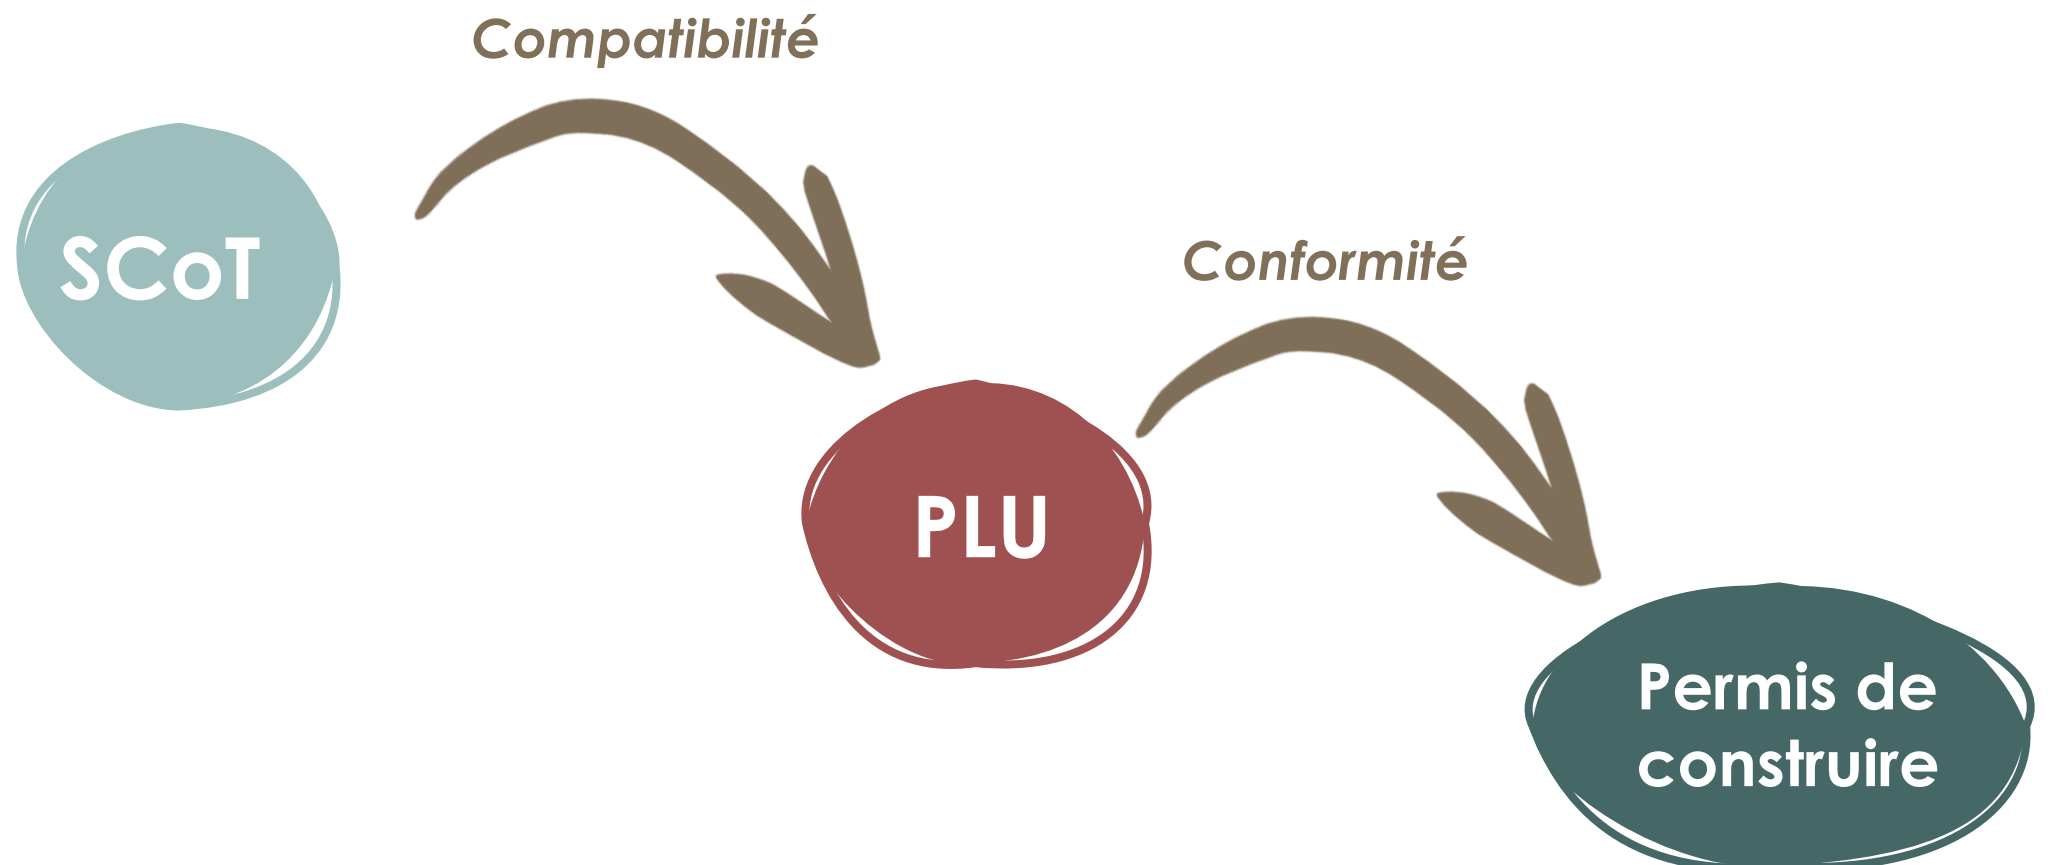 Compatibilité
SCoT
Conformité
PLU
Permis de
construire